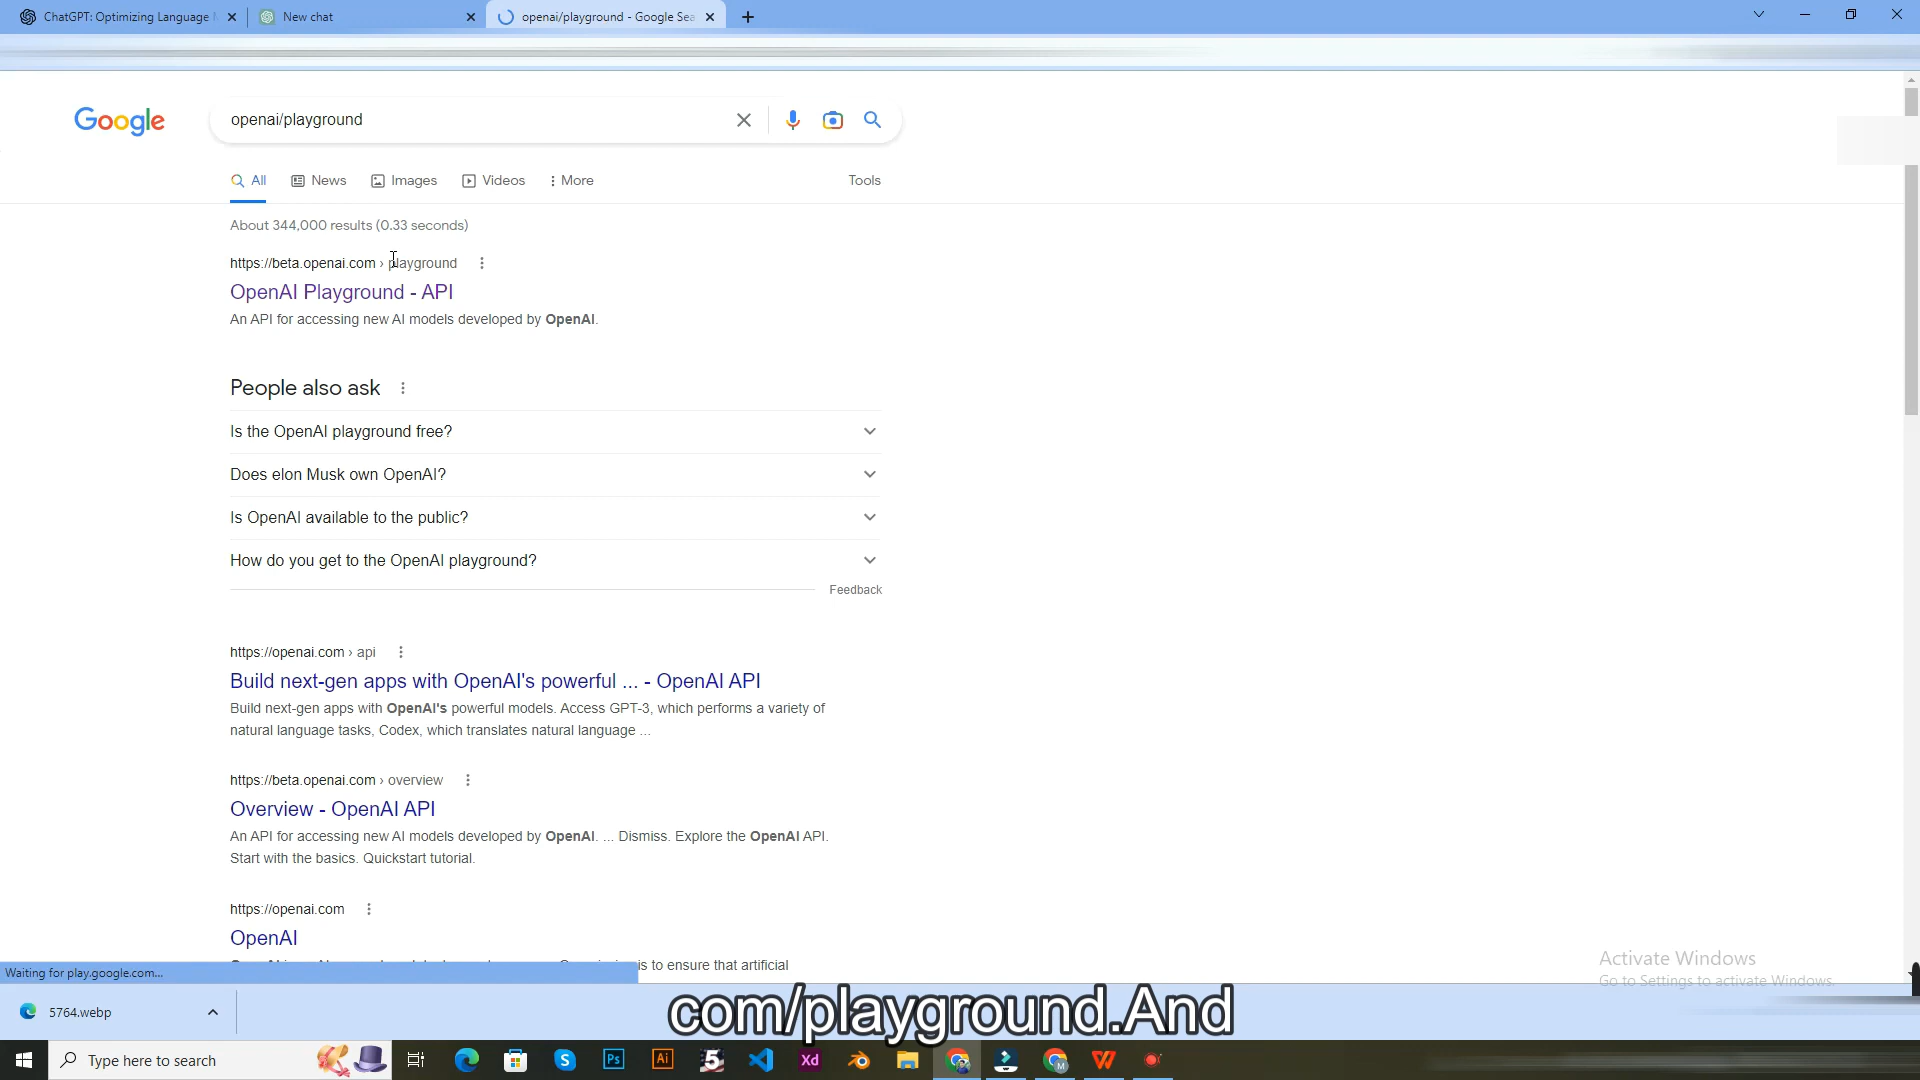 ChatGPT: Optimizing Language
New chat
openai/playground - Google Sea
Google
openai/playground
All
News
Images
Videos
More
Tools
About 344,000 results (0.33 seconds)
https://beta.openai.com › playground
OpenAI Playground - API
An API for accessing new AI models developed by OpenAI.
People also ask
Is the OpenAI playground free?
Does elon Musk own OpenAI?
Is OpenAI available to the public?
How do you get to the OpenAI playground?
Feedback
https://openai.com › api
Build next-gen apps with OpenAI's powerful ... - OpenAI API
Build next-gen apps with OpenAI's powerful models. Access GPT-3, which performs a variety of
natural language tasks, Codex, which translates natural language ...
https://beta.openai.com › overview
Overview - OpenAI API
An API for accessing new AI models developed by OpenAI. ... Dismiss. Explore the OpenAI API.
Start with the basics. Quickstart tutorial.
https://openai.com
OpenAI
is to ensure that artificial
Waiting for play.google.com...
Activate Windows
Go to Settings to activate Windows.
5764.webp
com/playground.And
Type here to search
Ps
Ai
Xd